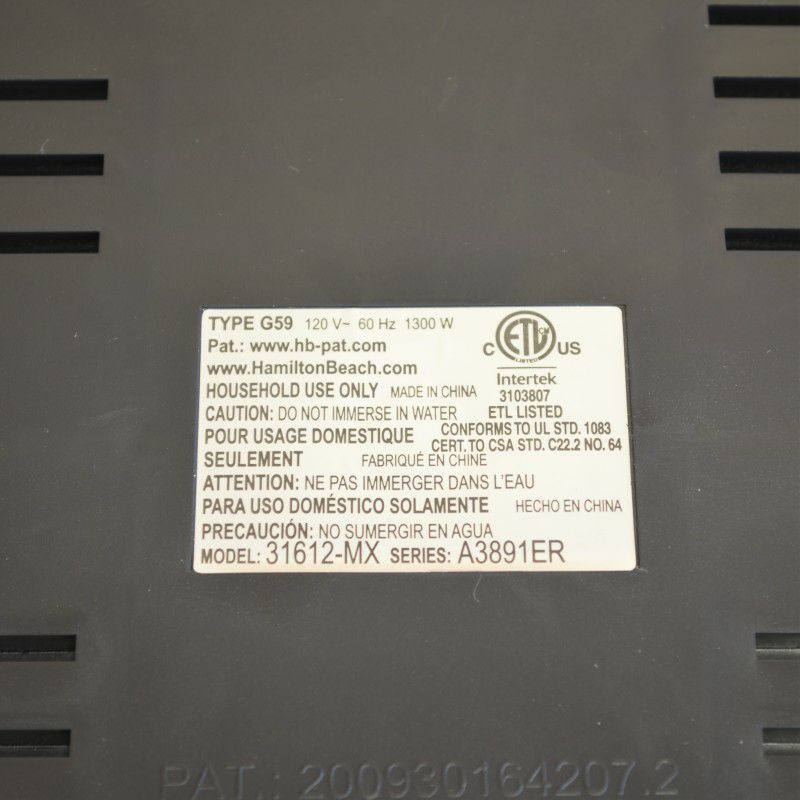 TYPE G59 120 V~ 60 Hz 1300 W
Pat.: www.hb-pat.com
www.HamiltonBeach.com
C ETL CM LISTED US
Intertek
3103807
HOUSEHOLD USE ONLY MADE IN CHINA
CAUTION: DO NOT IMMERSE IN WATER ETL LISTED
CONFORMS TO UL STD. 1083
POUR USAGE DOMESTIQUE CERT. TO CSA STD. C22.2 NO. 64
SEULEMENT FABRIQUÉ EN CHINE
ATTENTION: NE PAS IMMERGER DANS L'EAU
PARA USO DOMÉSTICO SOLAMENTE HECHO EN CHINA
PRECAUCIÓN: NO SUMERGIR EN AGUA
MODEL: 31612-MX SERIES: A3891ER
PAT.: 200930164207.2